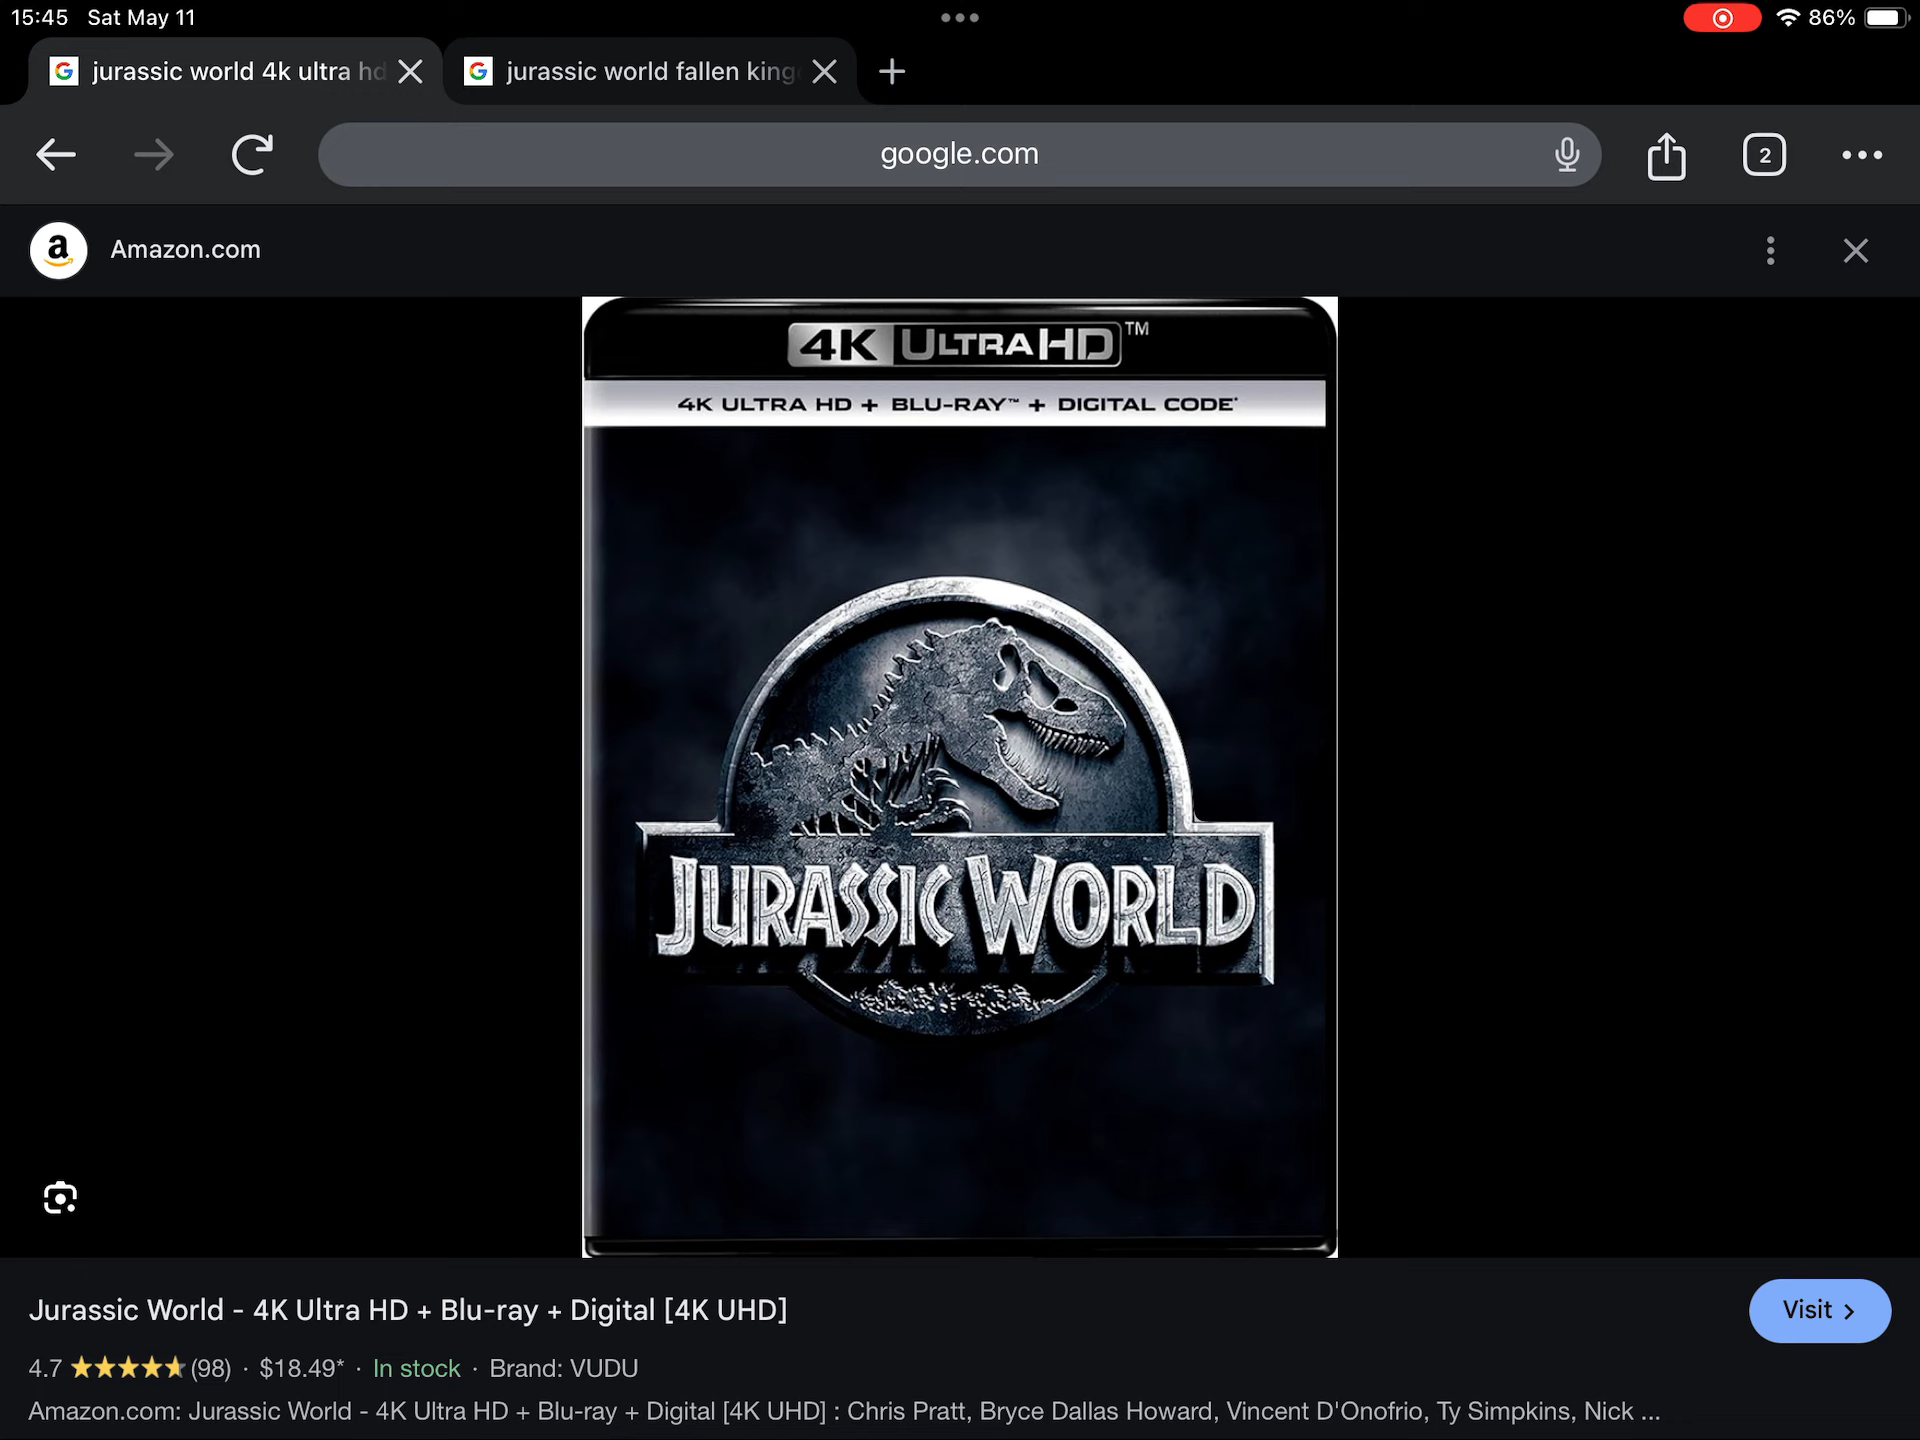 15:45 Sat May 11
86%
jurassic world 4k ultra hd
jurassic world fallen king
google.com
2
a
Amazon.com
4K ULTRA HD™
4K ULTRA HD + BLU-RAY™ + DIGITAL CODE*
JURASSIC WORLD
Jurassic World - 4K Ultra HD + Blu-ray + Digital [4K UHD]
Visit
4.7 (98) · $18.49* · In stock · Brand: VUDU
Amazon.com: Jurassic World - 4K Ultra HD + Blu-ray + Digital [4K UHD] : Chris Pratt, Bryce Dallas Howard, Vincent D'Onofrio, Ty Simpkins, Nick ...